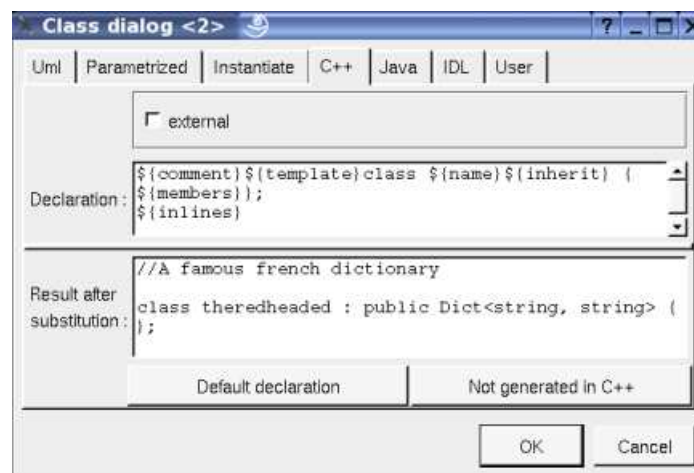 Class dialog <2>
Uml Parametrized Instantiate C++ Java IDL User
external
Declaration :
${comment}${template}class ${name}${inherit} {
${members}};
${inlines}
Result after
substitution :
//A famous french dictionary
class theredheaded : public Dict<string, string> {
};
Default declaration Not generated in C++
OK Cancel